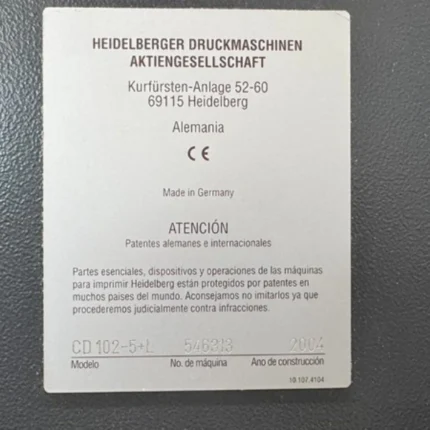 HEIDELBERGER DRUCKMASCHINEN
AKTIENGESELLSCHAFT
Kurfürsten-Anlage 52-60
69115 Heidelberg
Alemania
CE
Made in Germany
ATENCIÓN
Patentes alemanes e internacionales
Partes esenciales, dispositivos y operaciones de las máquinas
para imprimir Heidelberg están protegidos por patentes en
muchos países del mundo. Aconsejamos no imitarlos ya que
procederemos judicialmente contra infracciones.
CD 102-5+L 546313 2004
Modelo No. de máquina Ano de construcción
10.107.4104